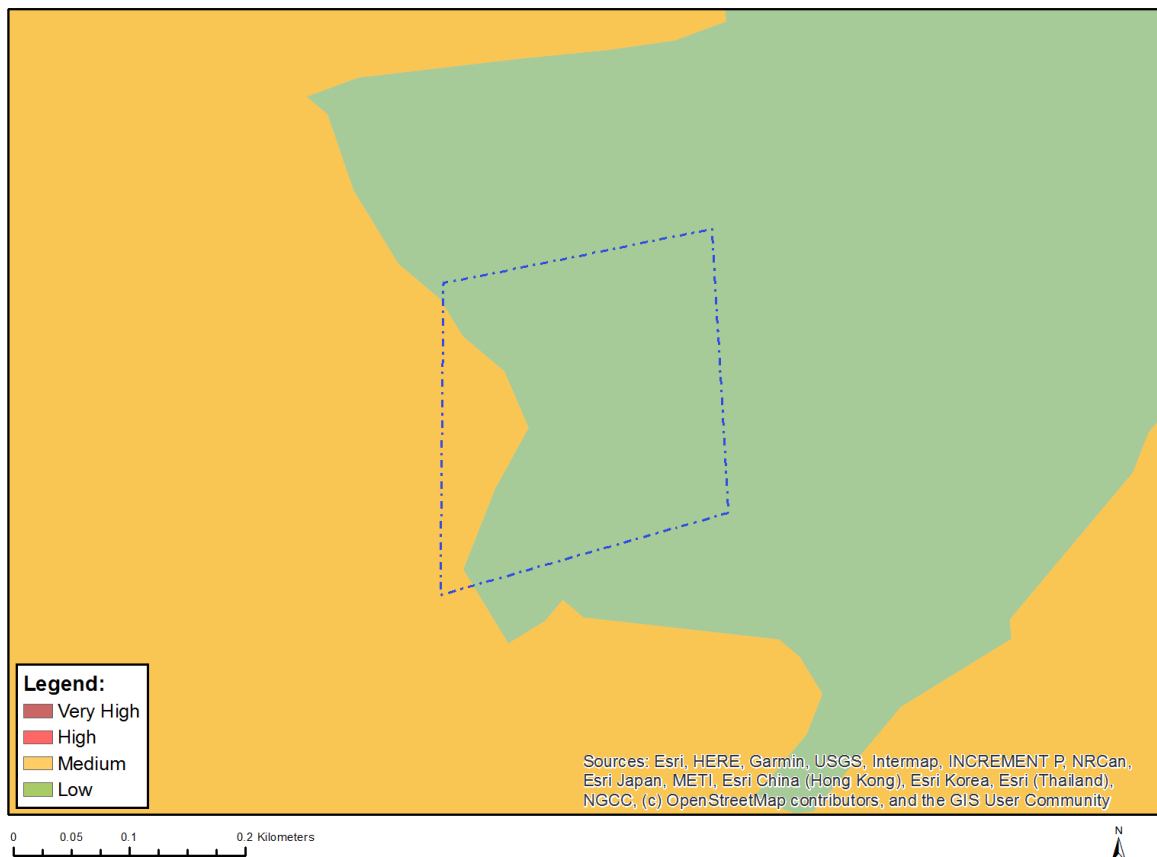 Legend:
Very High
High
Medium
Low
Sources: Esri, HERE, Garmin, USGS, Intermap, INCREMENT P, NRCan,
Esri Japan, METI, Esri China (Hong Kong), Esri Korea, Esri (Thailand),
NGCC, (c) OpenStreetMap contributors, and the GIS User Community
0 0.05 0.1 0.2 Kilometers
N